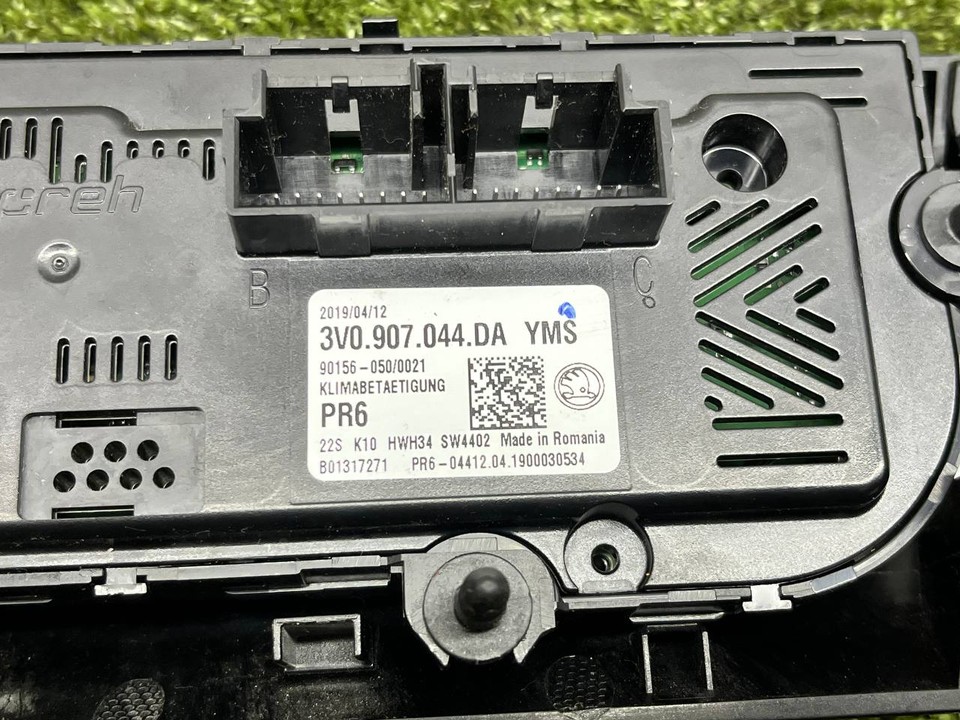 B
C
2019/04/12
3V0.907.044.DA YMS
90156-050/0021
KLIMABETAETIGUNG
PR6
22S K10 HWH34 SW4402 Made in Romania
B01317271 PR6-04412.04.1900030534